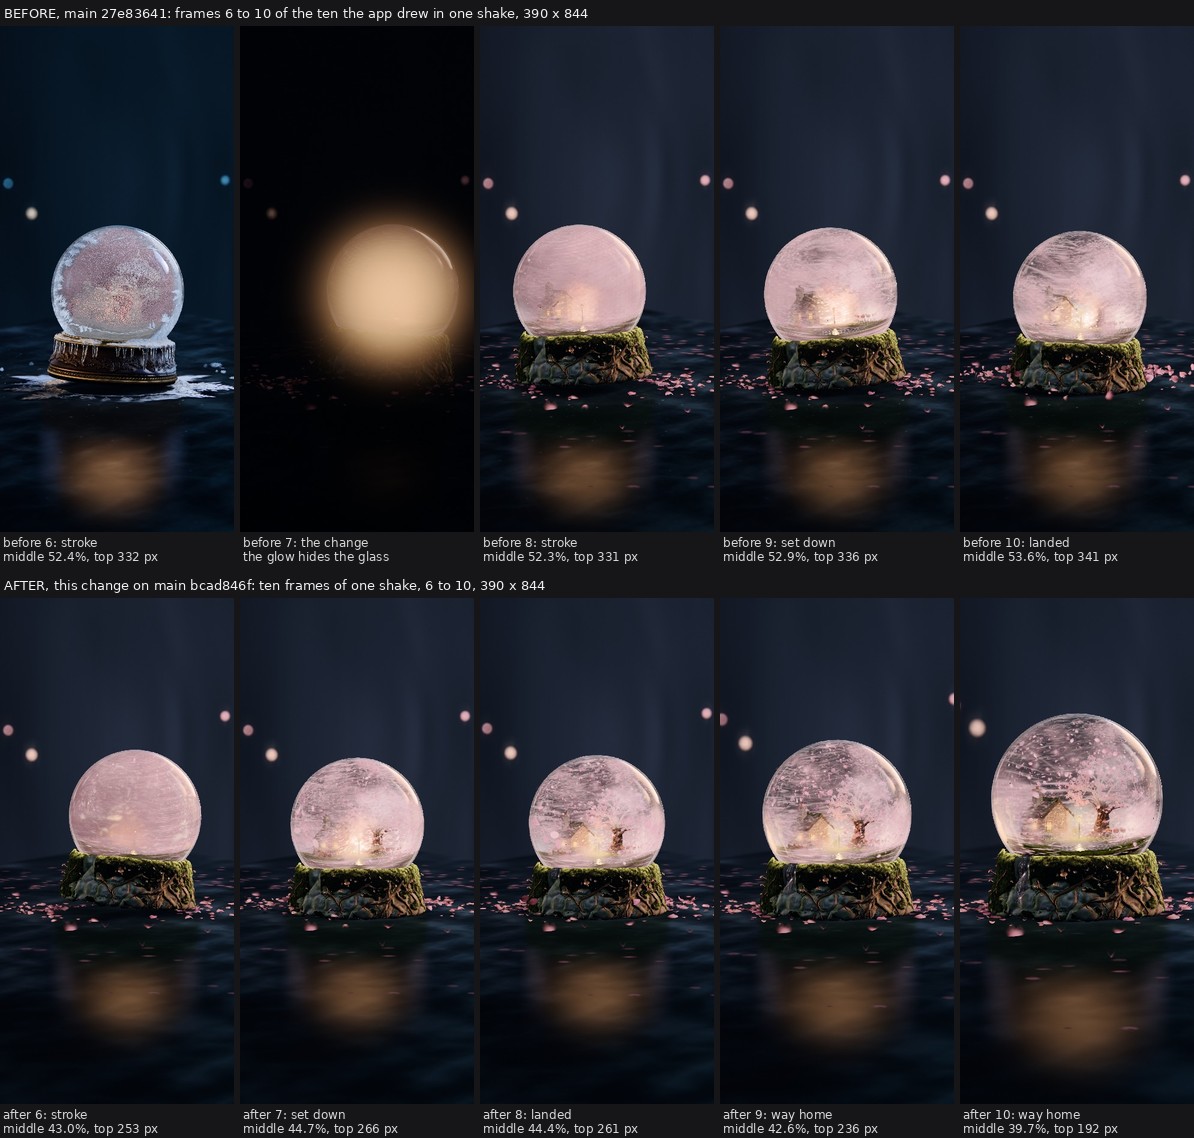 BEFORE, main 27e83641: frames 6 to 10 of the ten the app drew in one shake, 390 x 844
before 6: stroke
middle 52.4%, top 332 px
before 7: the change
the glow hides the glass
before 8: stroke
middle 52.3%, top 331 px
before 9: set down
middle 52.9%, top 336 px
before 10: landed
middle 53.6%, top 341 px
AFTER, this change on main bcad846f: ten frames of one shake, 6 to 10, 390 x 844
after 6: stroke
middle 43.0%, top 253 px
after 7: set down
middle 44.7%, top 266 px
after 8: landed
middle 44.4%, top 261 px
after 9: way home
middle 42.6%, top 236 px
after 10: way home
middle 39.7%, top 192 px